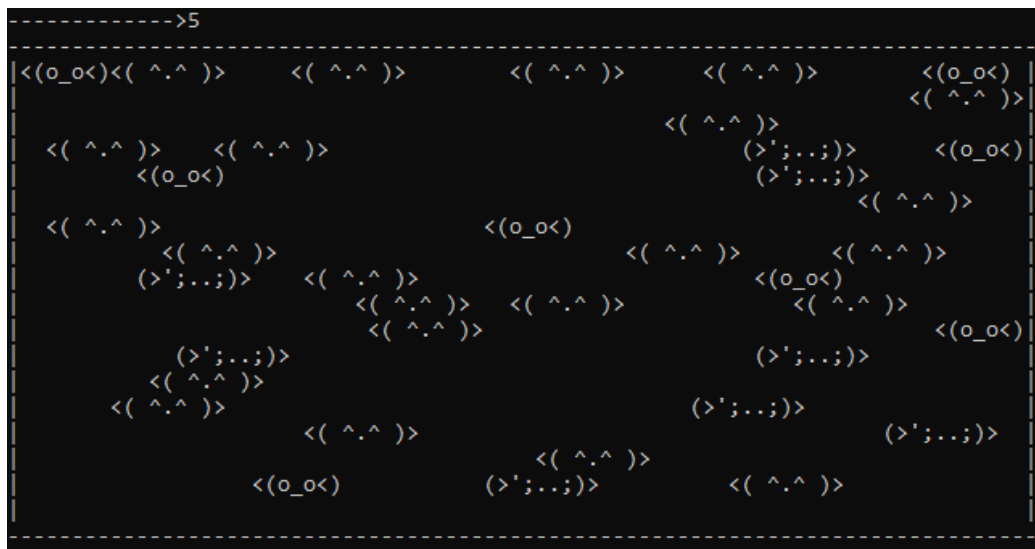 ------------->5
--------------------------------------------------------------------------------
|<(o_o<)<( ^.^ )>     <( ^.^ )>        <( ^.^ )>      <( ^.^ )>        <(o_o<) |
|                                                                     <( ^.^ )>|
|                                                  <( ^.^ )>                   |
|  <( ^.^ )>    <( ^.^ )>                                (>';..;)>      <(o_o<)|
|         <(o_o<)                                         (>';..;)>            |
|                                                                 <( ^.^ )>    |
|  <( ^.^ )>                         <(o_o<)                                   |
|           <( ^.^ )>                           <( ^.^ )>       <( ^.^ )>      |
|         (>';..;)>    <( ^.^ )>                          <(o_o<)              |
|                          <( ^.^ )>   <( ^.^ )>             <( ^.^ )>         |
|                           <( ^.^ )>                                   <(o_o<)|
|            (>';..;)>                                    (>';..;)>            |
|          <( ^.^ )>                                                           |
|       <( ^.^ )>                                    (>';..;)>                 |
|                      <( ^.^ )>                                    (>';..;)>  |
|                                        <( ^.^ )>                             |
|                  <(o_o<)           (>';..;)>          <( ^.^ )>              |
|                                                                              |
--------------------------------------------------------------------------------